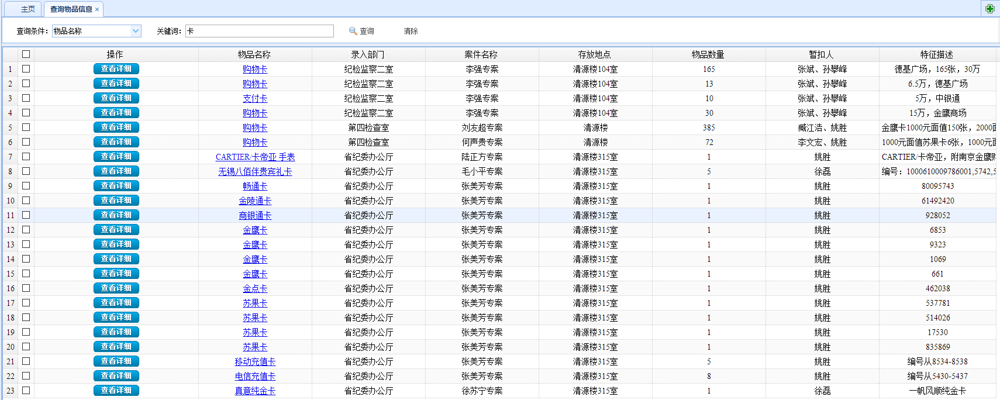 主页 查询物品信息 ×
查询条件: 物品名称 关键词: 卡 查询 清除
操作 物品名称 录入部门 案件名称 存放地点 物品数量 暂扣人 特征描述
1 查看详细 购物卡 纪检监察二室 李强专案 清源楼104室 165 张斌、孙攀峰 德基广场，165张，30万
2 查看详细 购物卡 纪检监察二室 李强专案 清源楼104室 13 张斌、孙攀峰 6.5万，德基广场
3 查看详细 支付卡 纪检监察二室 李强专案 清源楼104室 10 张斌、孙攀峰 5万，中银通
4 查看详细 购物卡 纪检监察二室 李强专案 清源楼104室 30 张斌、孙攀峰 15万，金鹰商场
5 查看详细 购物卡 第四检查室 刘友超专案 清源楼 385 臧江浩、姚胜 金鹰卡1000元面值150张，2000面
6 查看详细 购物卡 第四检查室 何声贵专案 清源楼 72 李文宏、姚胜 1000元面值苏果卡6张，1000元面
7 查看详细 CARTIER/卡帝亚 手表 省纪委办公厅 陆正方专案 清源楼315室 1 姚胜 CARTIER/卡帝亚，附南京金鹰购
8 查看详细 无锡八佰伴贵宾礼卡 省纪委办公厅 毛小平专案 清源楼315室 5 徐磊 编号：1000610009786001,5742,5
9 查看详细 畅通卡 省纪委办公厅 张美芳专案 清源楼315室 1 姚胜 80095743
10 查看详细 金陵通卡 省纪委办公厅 张美芳专案 清源楼315室 1 姚胜 61492420
11 查看详细 商银通卡 省纪委办公厅 张美芳专案 清源楼315室 1 姚胜 928052
12 查看详细 金鹰卡 省纪委办公厅 张美芳专案 清源楼315室 1 姚胜 6853
13 查看详细 金鹰卡 省纪委办公厅 张美芳专案 清源楼315室 1 姚胜 9323
14 查看详细 金鹰卡 省纪委办公厅 张美芳专案 清源楼315室 1 姚胜 1069
15 查看详细 金鹰卡 省纪委办公厅 张美芳专案 清源楼315室 1 姚胜 661
16 查看详细 金点卡 省纪委办公厅 张美芳专案 清源楼315室 1 姚胜 462038
17 查看详细 苏果卡 省纪委办公厅 张美芳专案 清源楼315室 1 姚胜 537781
18 查看详细 苏果卡 省纪委办公厅 张美芳专案 清源楼315室 1 姚胜 514026
19 查看详细 苏果卡 省纪委办公厅 张美芳专案 清源楼315室 1 姚胜 17530
20 查看详细 苏果卡 省纪委办公厅 张美芳专案 清源楼315室 1 姚胜 835869
21 查看详细 移动充值卡 省纪委办公厅 张美芳专案 清源楼315室 5 姚胜 编号从8534-8538
22 查看详细 电信充值卡 省纪委办公厅 张美芳专案 清源楼315室 8 姚胜 编号从5430-5437
23 查看详细 真意纯金卡 省纪委办公厅 徐苏宁专案 清源楼315室 1 徐磊 一帆风顺纯金卡